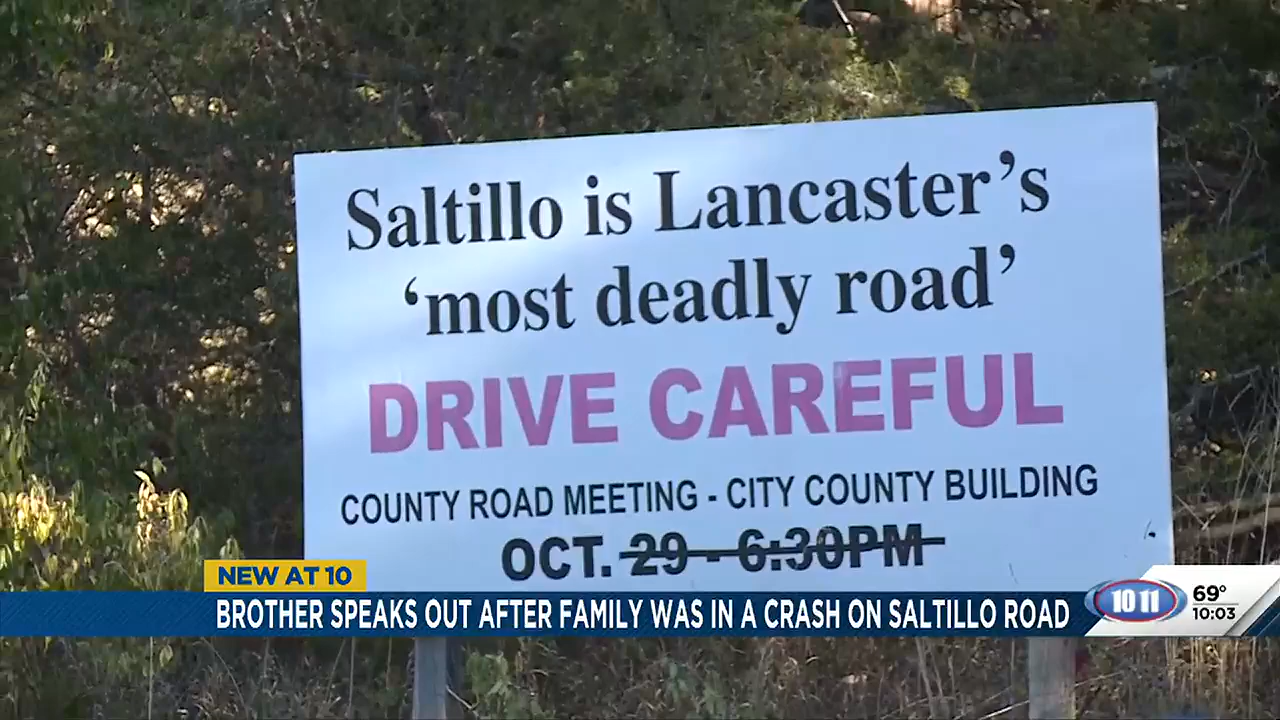 Saltillo is Lancaster's
'most deadly road'
DRIVE CAREFUL
COUNTY ROAD MEETING - CITY COUNTY BUILDING
OCT. 29 - 6:30PM
NEW AT 10
BROTHER SPEAKS OUT AFTER FAMILY WAS IN A CRASH ON SALTILLO ROAD
10 11
69°
10:03